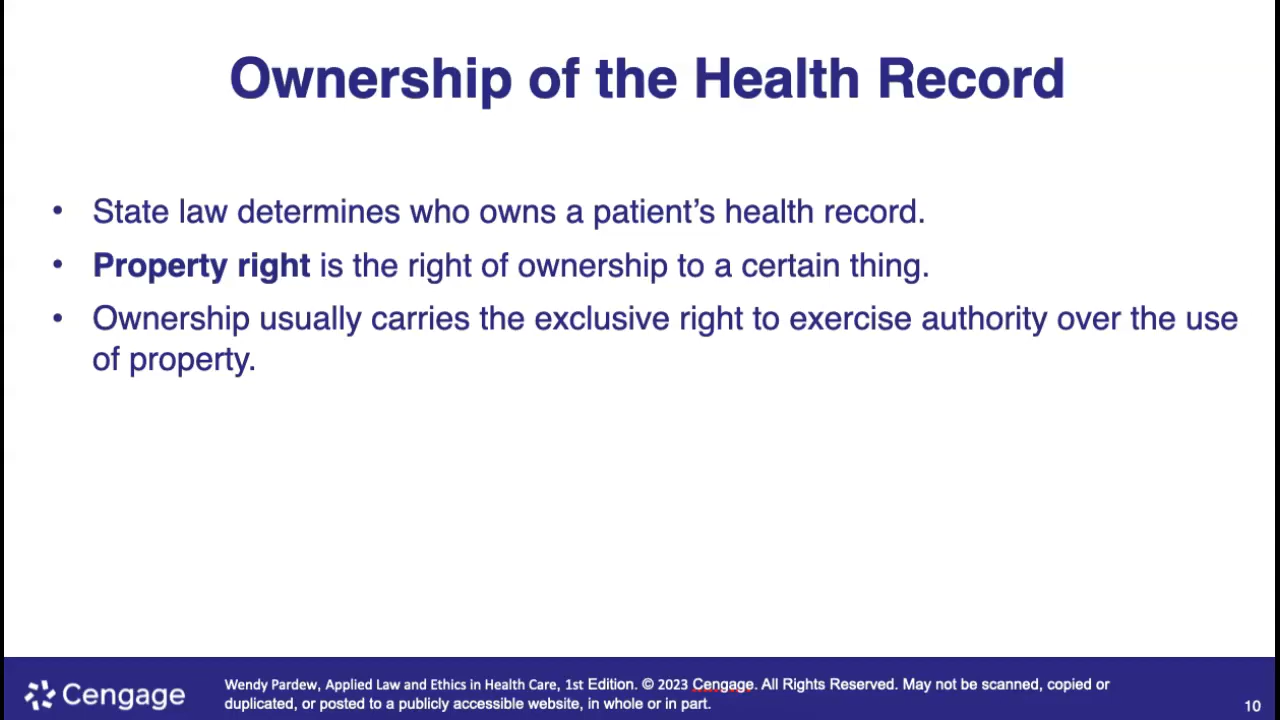 Ownership of the Health Record
• State law determines who owns a patient’s health record.
• Property right is the right of ownership to a certain thing.
• Ownership usually carries the exclusive right to exercise authority over the use
of property.
Cengage
Wendy Pardew, Applied Law and Ethics in Health Care, 1st Edition. © 2023 Cengage. All Rights Reserved. May not be scanned, copied or
duplicated, or posted to a publicly accessible website, in whole or in part.
10